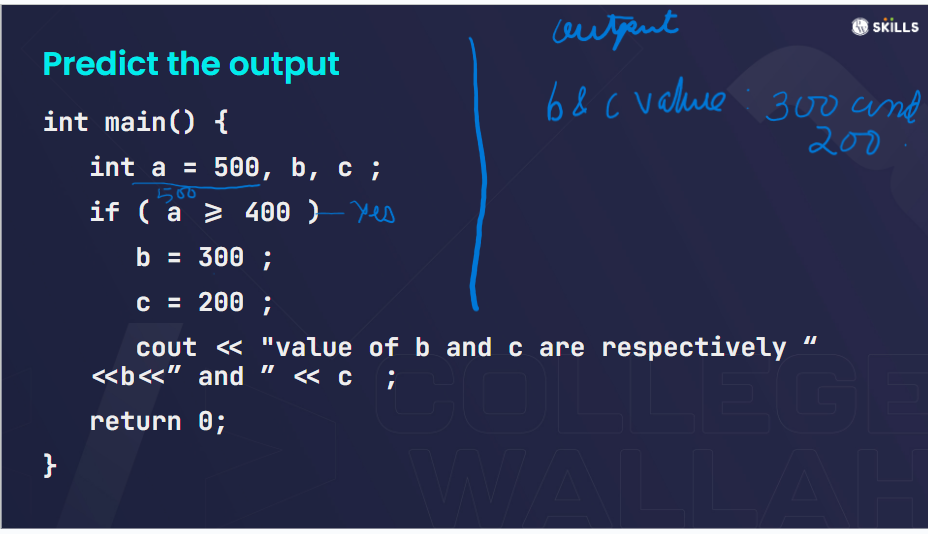 SKILLS
output
Predict the output
b & c value : 300 and
200.
int main() {
int a = 500, b, c ;
500
if ( a ⩾ 400 ) — yes
b = 300 ;
c = 200 ;
cout << "value of b and c are respectively “
<<b<<” and ” << c  ;
return 0;
}
COLLEGE
WALLAH